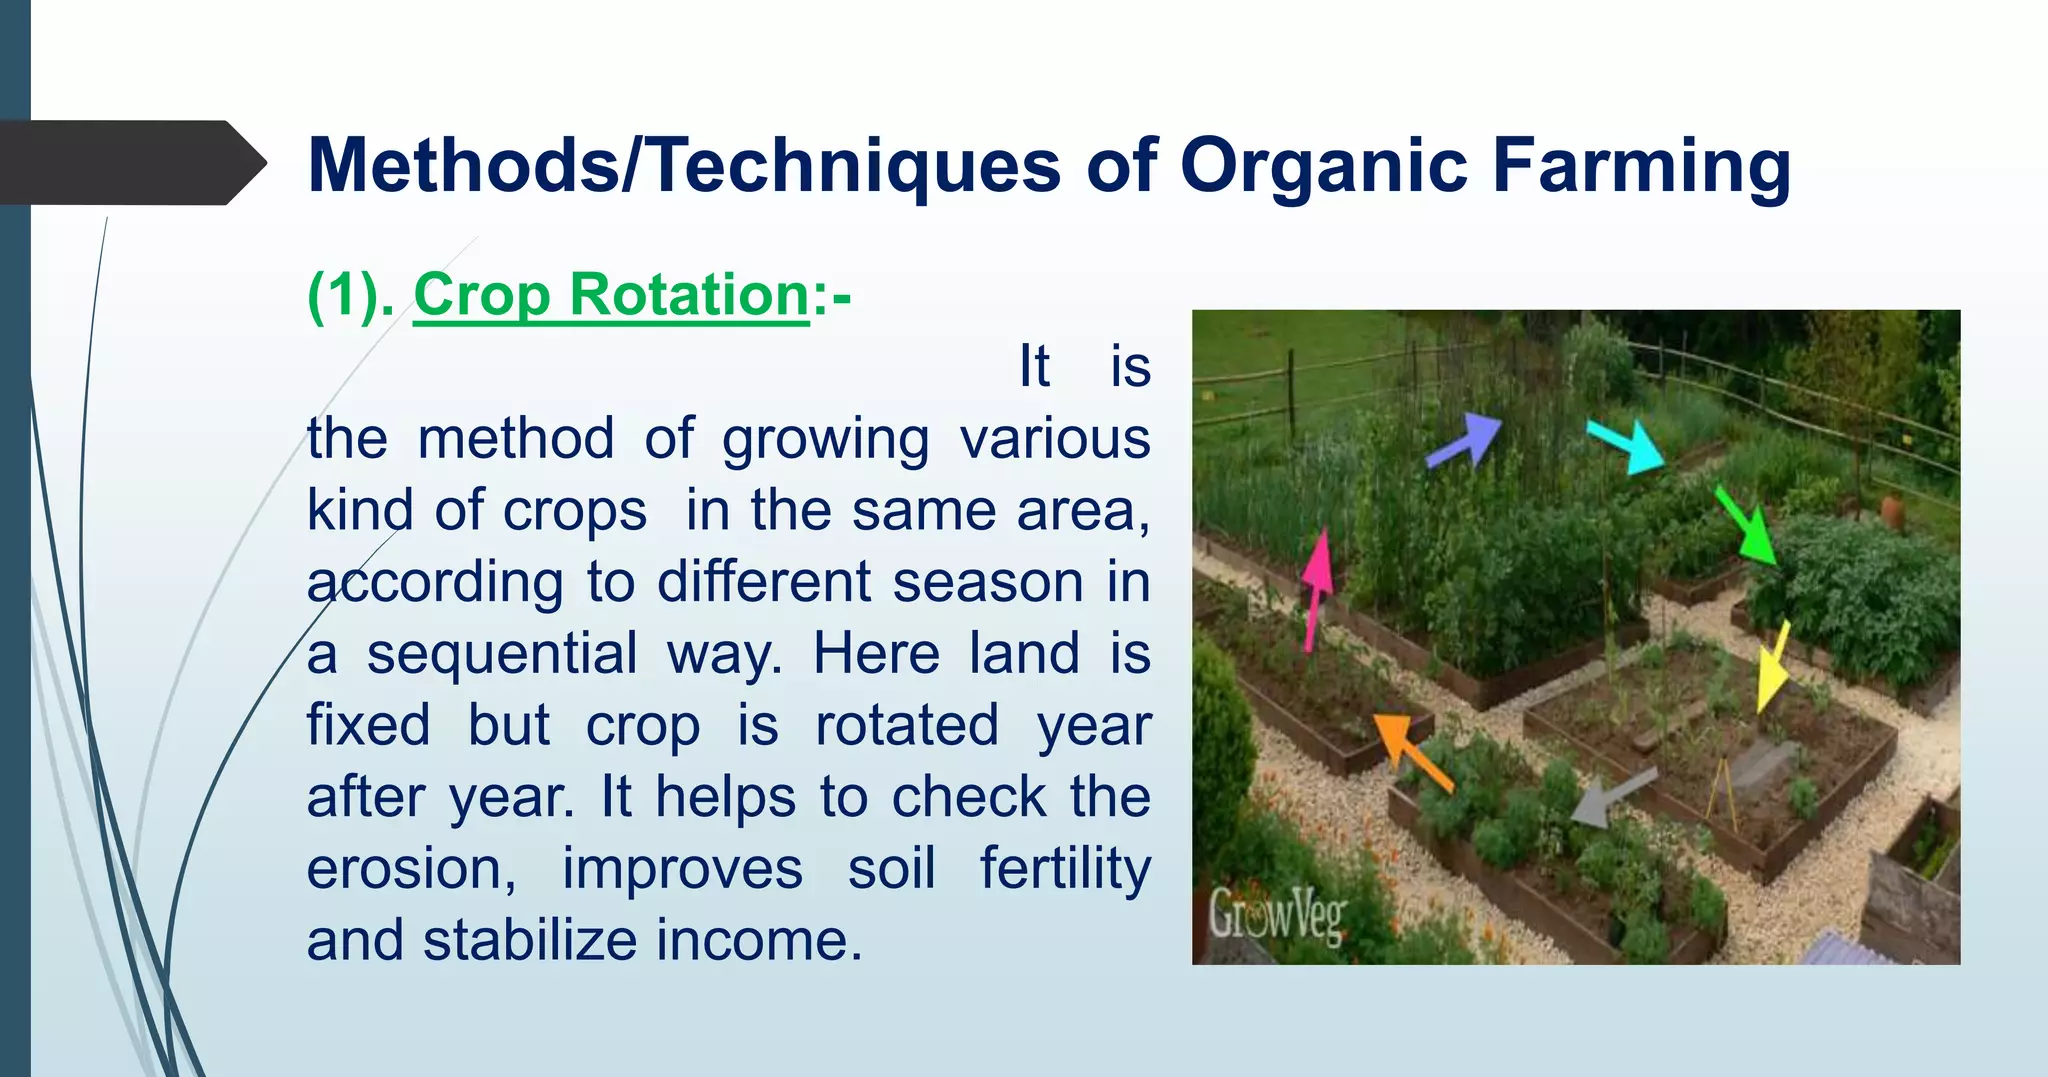 Methods/Techniques of Organic Farming
(1). Crop Rotation:-
It is
the method of growing various
kind of crops in the same area,
according to different season in
a sequential way. Here land is
fixed but crop is rotated year
after year. It helps to check the
erosion, improves soil fertility
and stabilize income.
GrowVeg